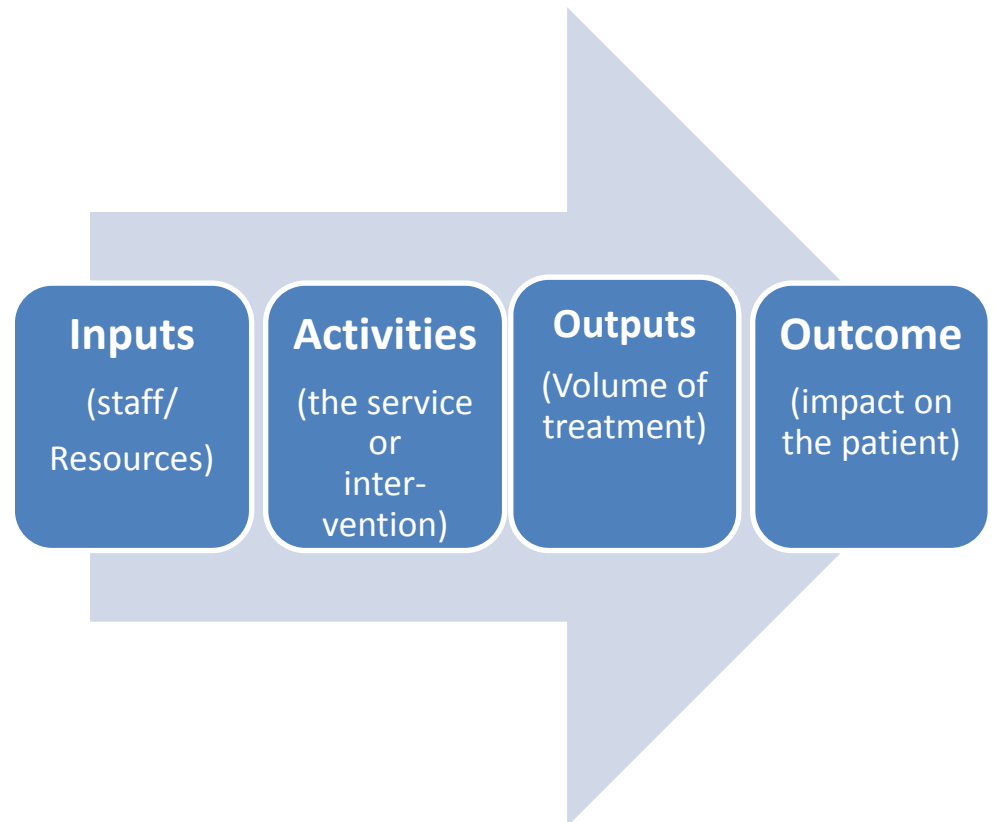 Inputs
(staff/
Resources)
Activities
(the service
or
inter-
vention)
Outputs
(Volume of
treatment)
Outcome
(impact on
the patient)